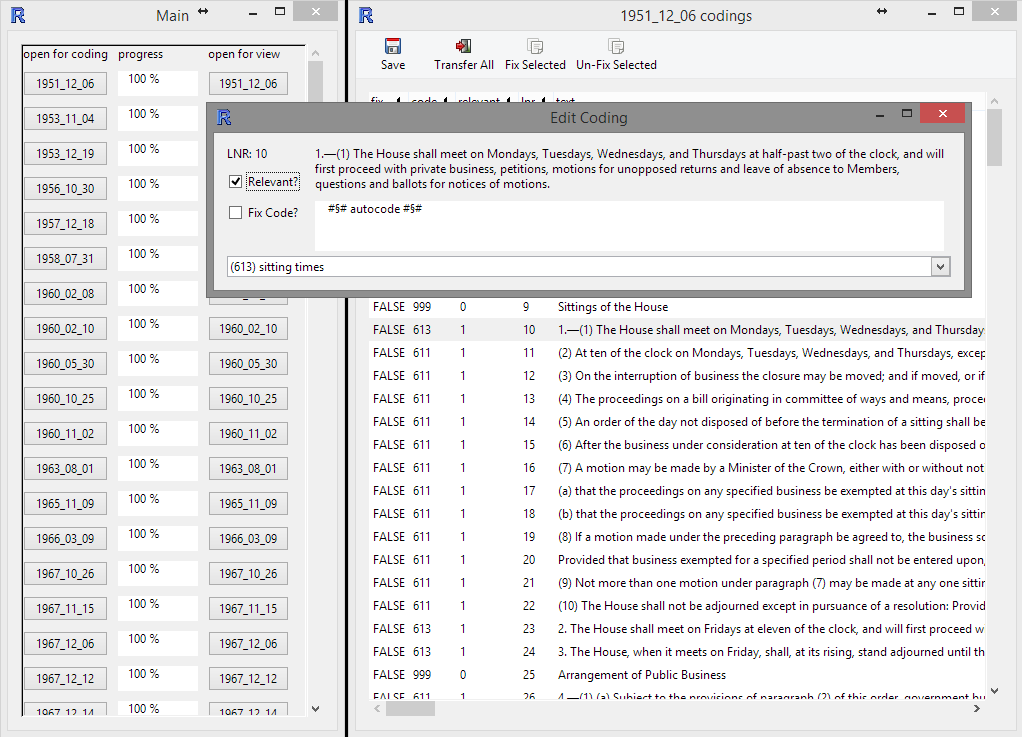 Main
open for coding progress open for view
1951_12_06 100 % 1951_12_06
1953_11_04 100 %
1953_12_19 100 %
1956_10_30 100 %
1957_12_18 100 %
1958_07_31 100 %
1960_02_08 100 %
1960_02_10 100 % 1960_02_10
1960_05_30 100 % 1960_05_30
1960_10_25 100 % 1960_10_25
1960_11_02 100 % 1960_11_02
1963_08_01 100 % 1963_08_01
1965_11_09 100 % 1965_11_09
1966_03_09 100 % 1966_03_09
1967_10_26 100 % 1967_10_26
1967_11_15 100 % 1967_11_15
1967_12_06 100 % 1967_12_06
1967_12_12 100 % 1967_12_12
1967_12_14 100 % 1967_12_14
1951_12_06 codings
Save Transfer All Fix Selected Un-Fix Selected
fix code relevant lnr text
Edit Coding
LNR: 10
Relevant?
Fix Code?
1.—(1) The House shall meet on Mondays, Tuesdays, Wednesdays, and Thursdays at half-past two of the clock, and will
first proceed with private business, petitions, motions for unopposed returns and leave of absence to Members,
questions and ballots for notices of motions.
#§# autocode #§#
(613) sitting times
FALSE 999 0 9 Sittings of the House
FALSE 613 1 10 1.—(1) The House shall meet on Mondays, Tuesdays, Wednesdays, and Thursdays
FALSE 611 1 11 (2) At ten of the clock on Mondays, Tuesdays, Wednesdays, and Thursdays, excep
FALSE 611 1 12 (3) On the interruption of business the closure may be moved; and if moved, or if
FALSE 611 1 13 (4) The proceedings on a bill originating in committee of ways and means, procee
FALSE 611 1 14 (5) An order of the day not disposed of before the termination of a sitting shall be
FALSE 611 1 15 (6) After the business under consideration at ten of the clock has been disposed o
FALSE 611 1 16 (7) A motion may be made by a Minister of the Crown, either with or without not
FALSE 611 1 17 (a) that the proceedings on any specified business be exempted at this day's sittin
FALSE 611 1 18 (b) that the proceedings on any specified business be exempted at this day's sittin
FALSE 611 1 19 (8) If a motion made under the preceding paragraph be agreed to, the business so
FALSE 611 1 20 Provided that business exempted for a specified period shall not be entered upon,
FALSE 611 1 21 (9) Not more than one motion under paragraph (7) may be made at any one sittin
FALSE 611 1 22 (10) The House shall not be adjourned except in pursuance of a resolution: Provid
FALSE 613 1 23 2. The House shall meet on Fridays at eleven of the clock, and will first proceed w
FALSE 613 1 24 3. The House, when it meets on Friday, shall, at its rising, stand adjourned until th
FALSE 999 0 25 Arrangement of Public Business
FALSE 611 1 26 4.—(1) (a) Subject to the provisions of paragraph (2) of this order, government bu